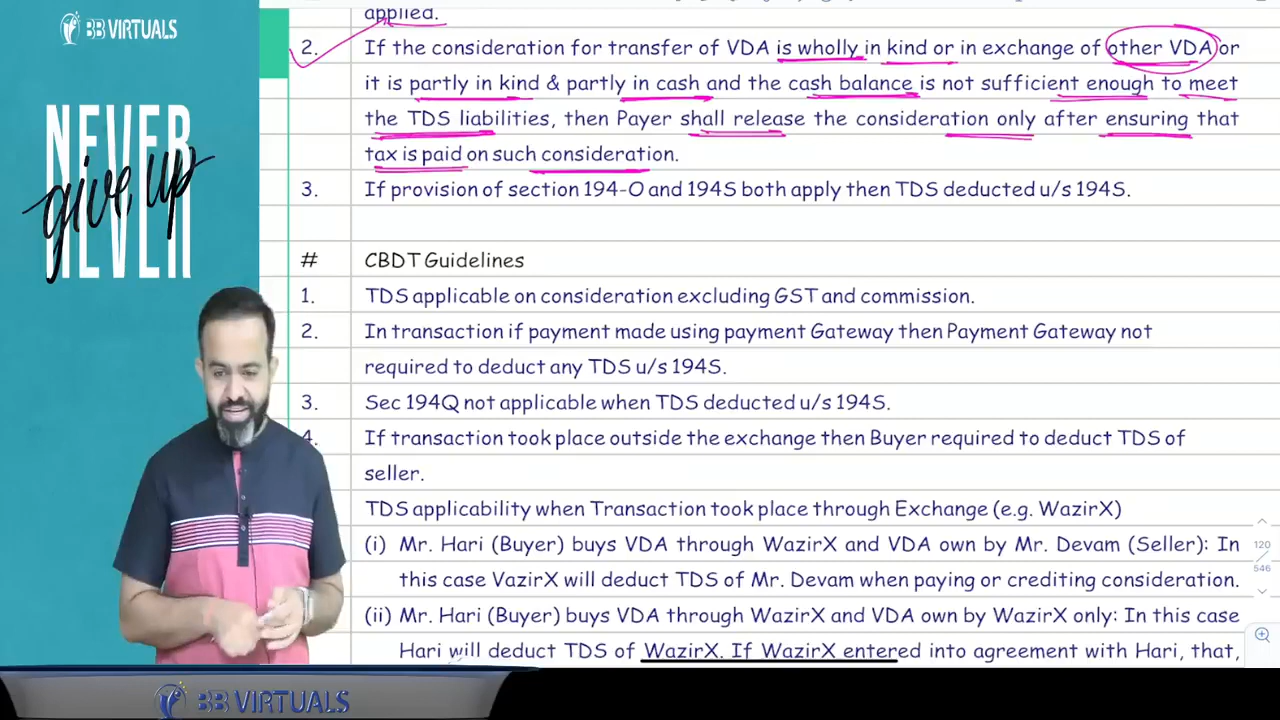 BB VIRTUALS
NEVER
give up
NEVER
applied.
2. If the consideration for transfer of VDA is wholly in kind or in exchange of other VDA or
it is partly in kind & partly in cash and the cash balance is not sufficient enough to meet
the TDS liabilities, then Payer shall release the consideration only after ensuring that
tax is paid on such consideration.
3. If provision of section 194-O and 194S both apply then TDS deducted u/s 194S.
# CBDT Guidelines
1. TDS applicable on consideration excluding GST and commission.
2. In transaction if payment made using payment Gateway then Payment Gateway not
required to deduct any TDS u/s 194S.
3. Sec 194Q not applicable when TDS deducted u/s 194S.
4. If transaction took place outside the exchange then Buyer required to deduct TDS of
seller.
TDS applicability when Transaction took place through Exchange (e.g. WazirX)
(i) Mr. Hari (Buyer) buys VDA through WazirX and VDA own by Mr. Devam (Seller): In
this case VazirX will deduct TDS of Mr. Devam when paying or crediting consideration.
(ii) Mr. Hari (Buyer) buys VDA through WazirX and VDA own by WazirX only: In this case
Hari will deduct TDS of WazirX. If WazirX entered into agreement with Hari, that,
120
546
BB VIRTUALS